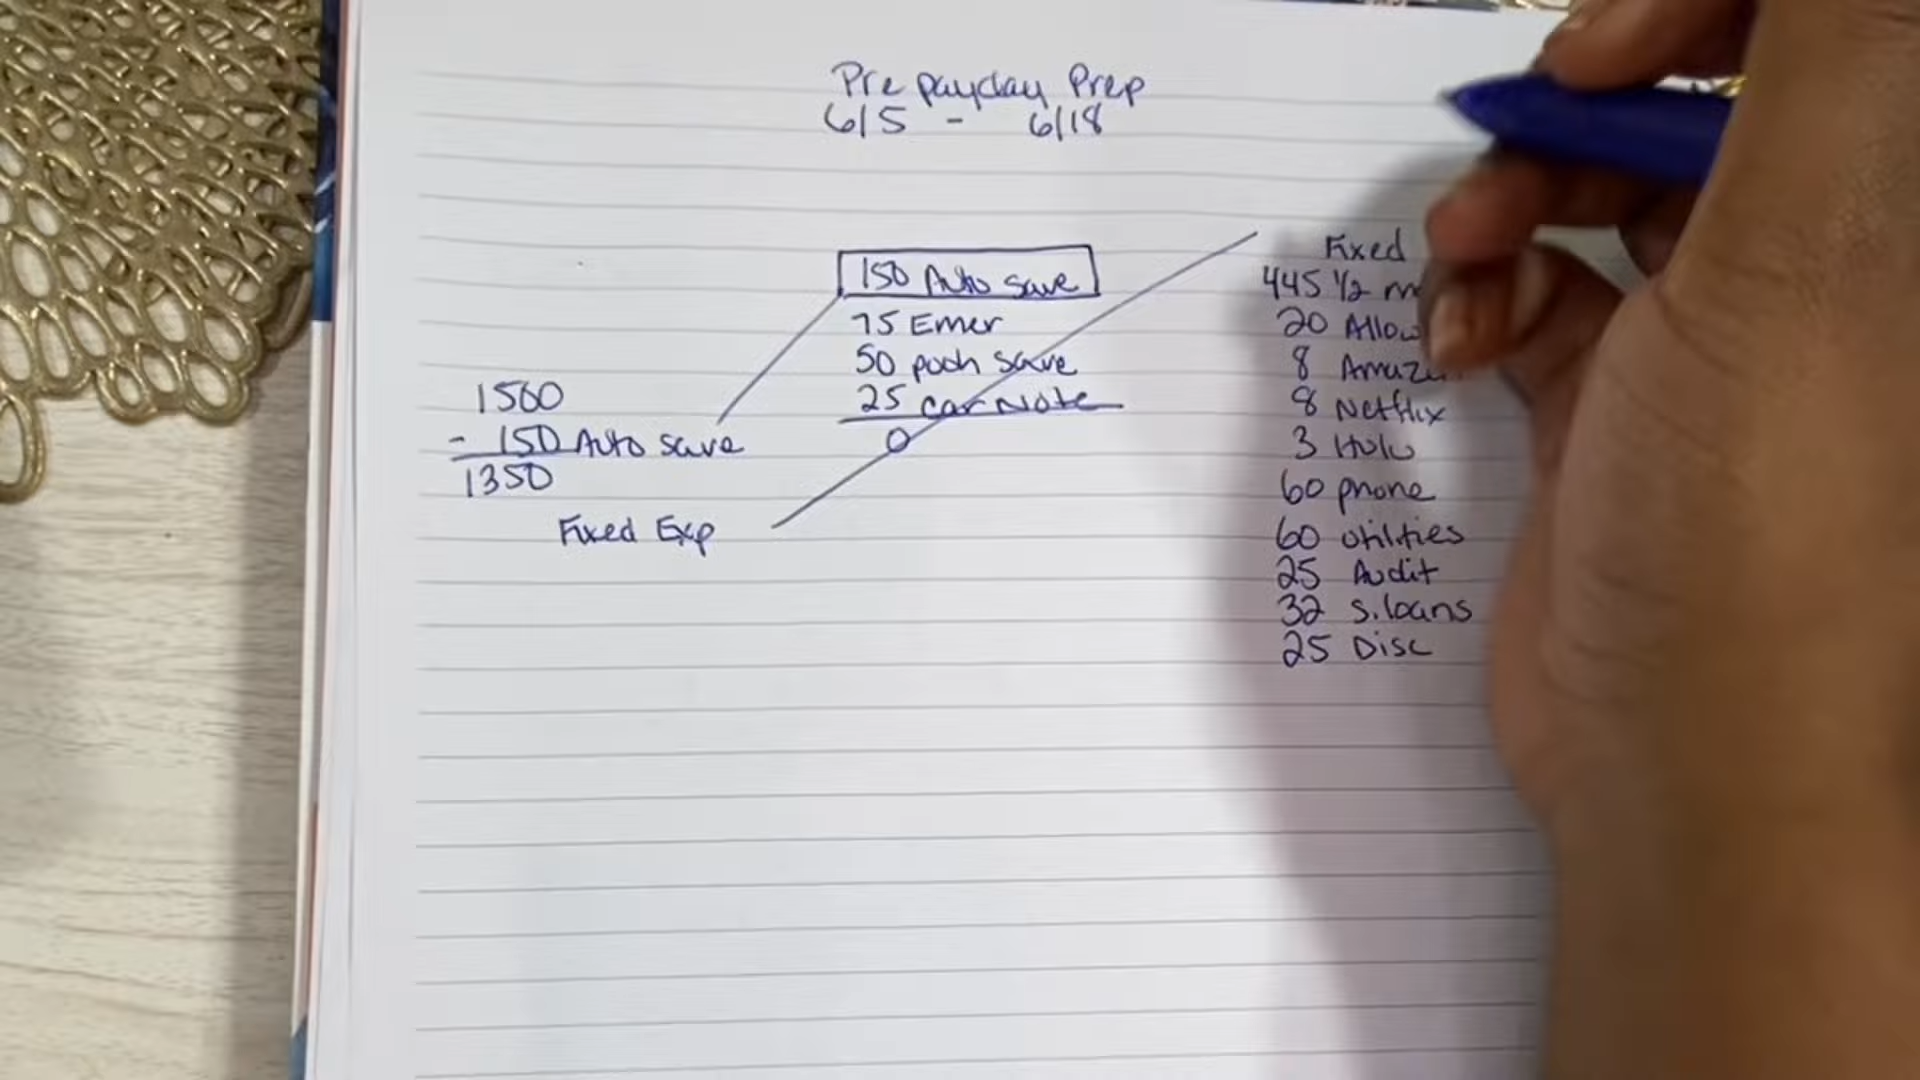 Pre payday Prep
6/5 - 6/18
150 Auto save
75 Emer
50 pooh save
25 car Note
0
1500
- 150 Auto save
1350
Fixed Exp
Fixed
445 1/2
20 Allow
8 Amaz
8 Netflix
3 Hulu
60 phone
60 utilities
25 Audit
32 s.loans
25 Disc